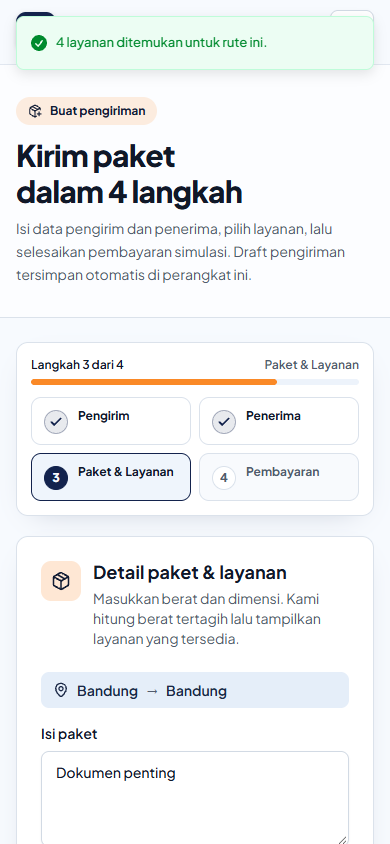 4 layanan ditemukan untuk rute ini.
Buat pengiriman
Kirim paket
dalam 4 langkah
Isi data pengirim dan penerima, pilih layanan, lalu
selesaikan pembayaran simulasi. Draft pengiriman
tersimpan otomatis di perangkat ini.
Langkah 3 dari 4
Paket & Layanan
Pengirim
Penerima
3 Paket & Layanan
4 Pembayaran
Detail paket & layanan
Masukkan berat dan dimensi. Kami
hitung berat tertagih lalu tampilkan
layanan yang tersedia.
Bandung → Bandung
Isi paket
Dokumen penting